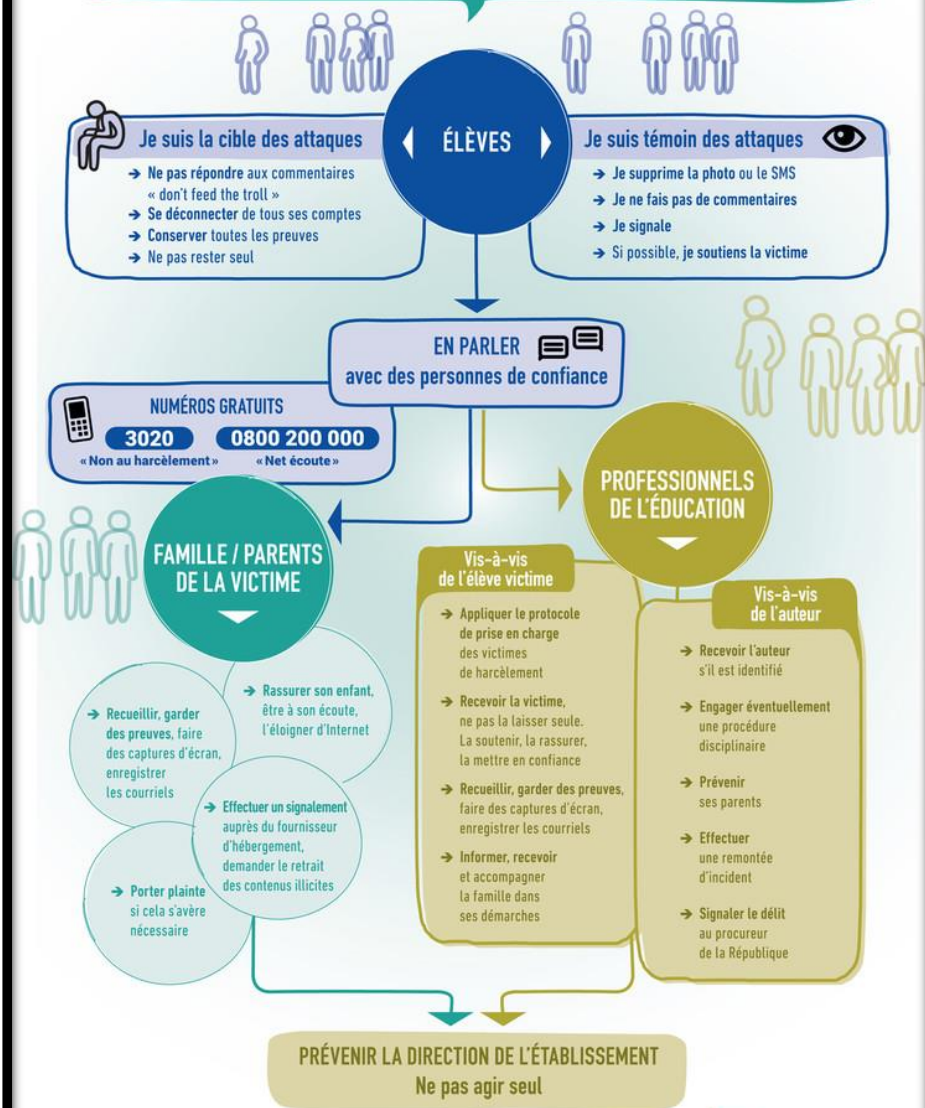 ÉLÈVES
Je suis la cible des attaques
→ Ne pas répondre aux commentaires
« don't feed the troll »
→ Se déconnecter de tous ses comptes
→ Conserver toutes les preuves
→ Ne pas rester seul
Je suis témoin des attaques
→ Je supprime la photo ou le SMS
→ Je ne fais pas de commentaires
→ Je signale
→ Si possible, je soutiens la victime
EN PARLER
avec des personnes de confiance
NUMÉROS GRATUITS
3020
« Non au harcèlement »
0800 200 000
« Net écoute »
FAMILLE / PARENTS
DE LA VICTIME
→ Recueillir, garder
des preuves, faire
des captures d'écran,
enregistrer
les courriels
→ Rassurer son enfant,
être à son écoute,
l'éloigner d'Internet
→ Effectuer un signalement
auprès du fournisseur
d'hébergement,
demander le retrait
des contenus illicites
→ Porter plainte
si cela s'avère
nécessaire
PROFESSIONNELS
DE L'ÉDUCATION
Vis-à-vis
de l'élève victime
→ Appliquer le protocole
de prise en charge
des victimes
de harcèlement
→ Recevoir la victime,
ne pas la laisser seule.
La soutenir, la rassurer,
la mettre en confiance
→ Recueillir, garder des preuves,
faire des captures d'écran,
enregistrer les courriels
→ Informer, recevoir
et accompagner
la famille dans
ses démarches
Vis-à-vis
de l'auteur
→ Recevoir l'auteur
s'il est identifié
→ Engager éventuellement
une procédure
disciplinaire
→ Prévenir
ses parents
→ Effectuer
une remontée
d'incident
→ Signaler le délit
au procureur
de la République
PRÉVENIR LA DIRECTION DE L'ÉTABLISSEMENT
Ne pas agir seul